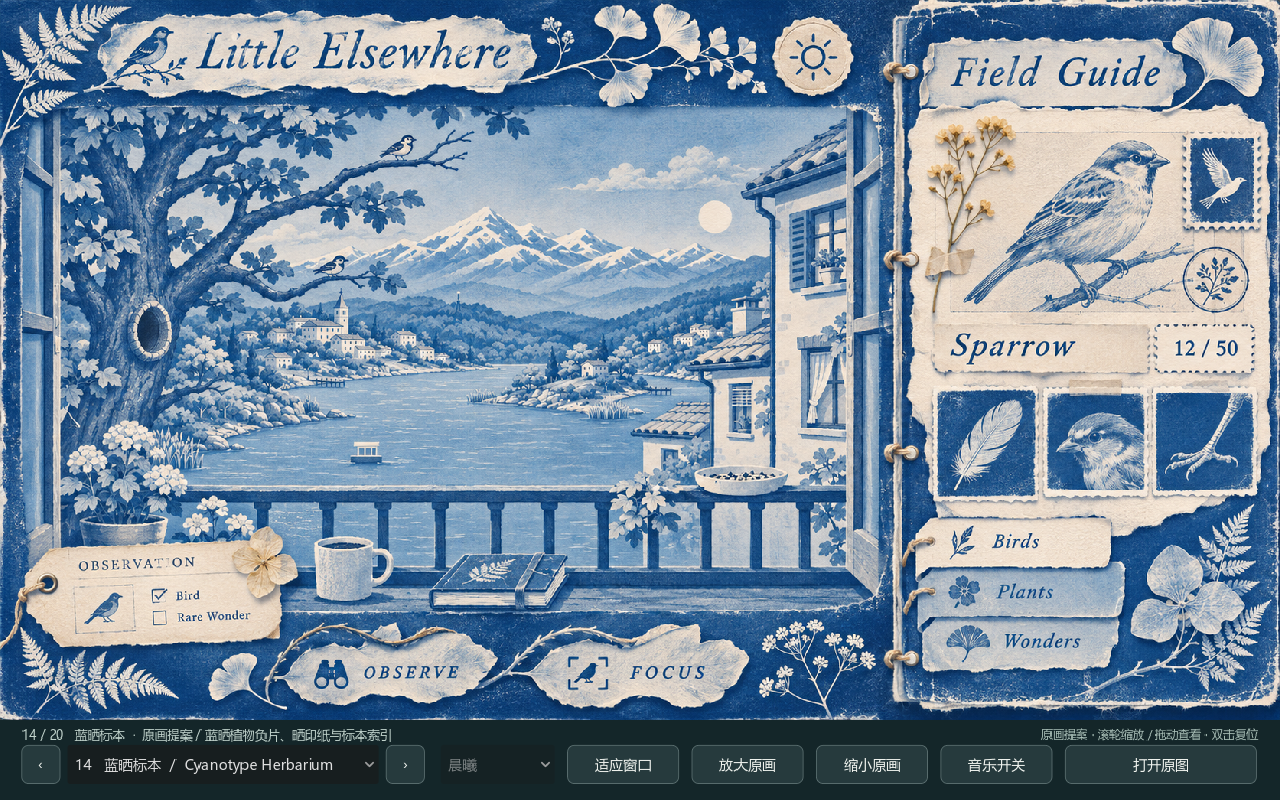 Little Elsewhere
Field Guide
Sparrow
12 / 50
Birds
Plants
Wonders
OBSERVATION
Bird
Rare Wonder
OBSERVE
FOCUS
14 / 20 蓝晒标本 · 原画提案 / 蓝晒植物负片、晒印纸与标本索引
原画提案 · 滚轮缩放 / 拖动查看 · 双击复位
‹
14 蓝晒标本 / Cyanotype Herbarium
›
晨曦
适应窗口
放大原画
缩小原画
音乐开关
打开原图